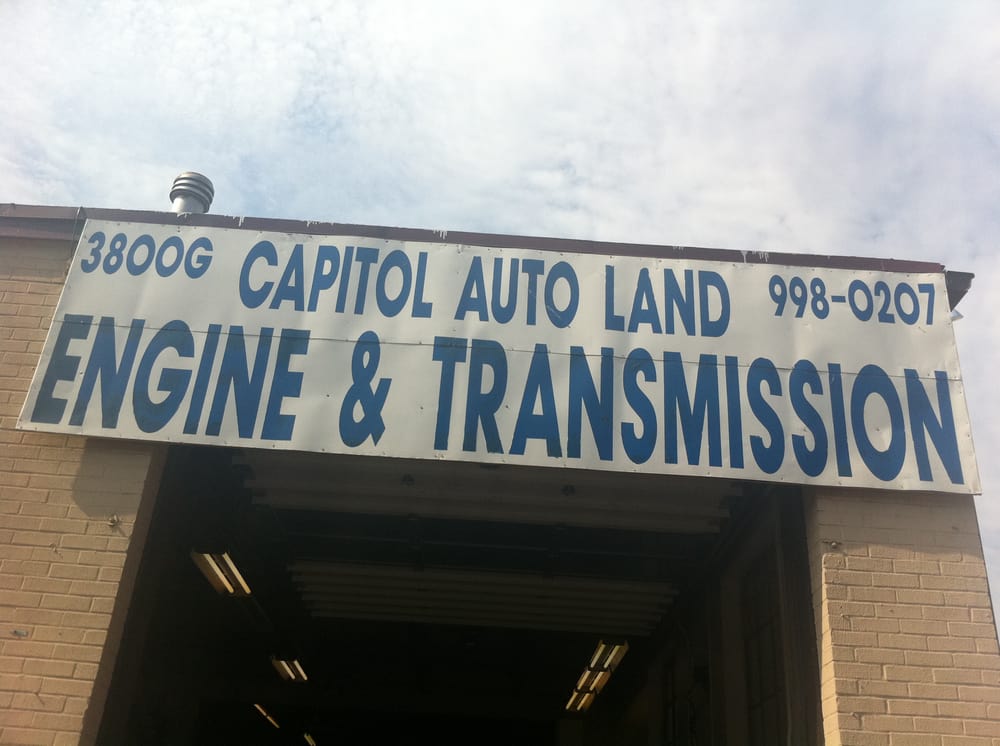 3800G CAPITOL AUTO LAND 998-0207
ENGINE & TRANSMISSION